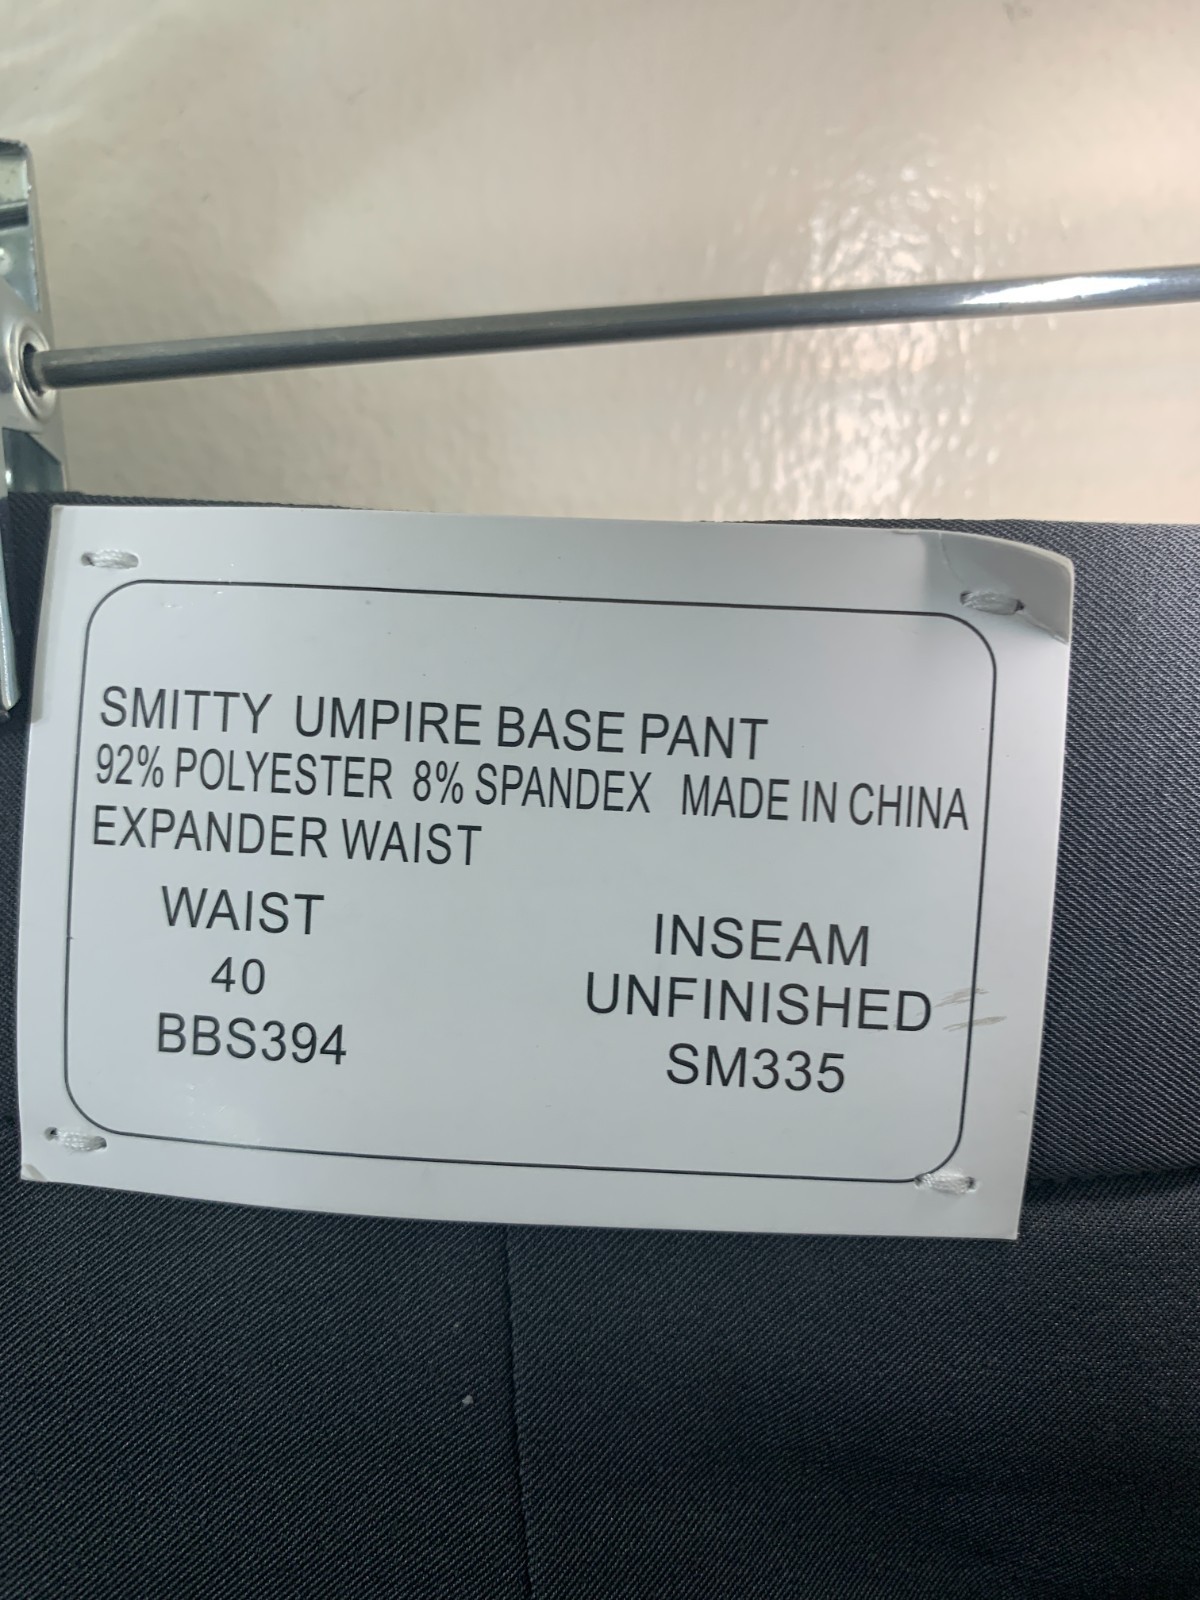 SMITTY UMPIRE BASE PANT
92% POLYESTER 8% SPANDEX MADE IN CHINA
EXPANDER WAIST
WAIST
40
BBS394
INSEAM
UNFINISHED
SM335